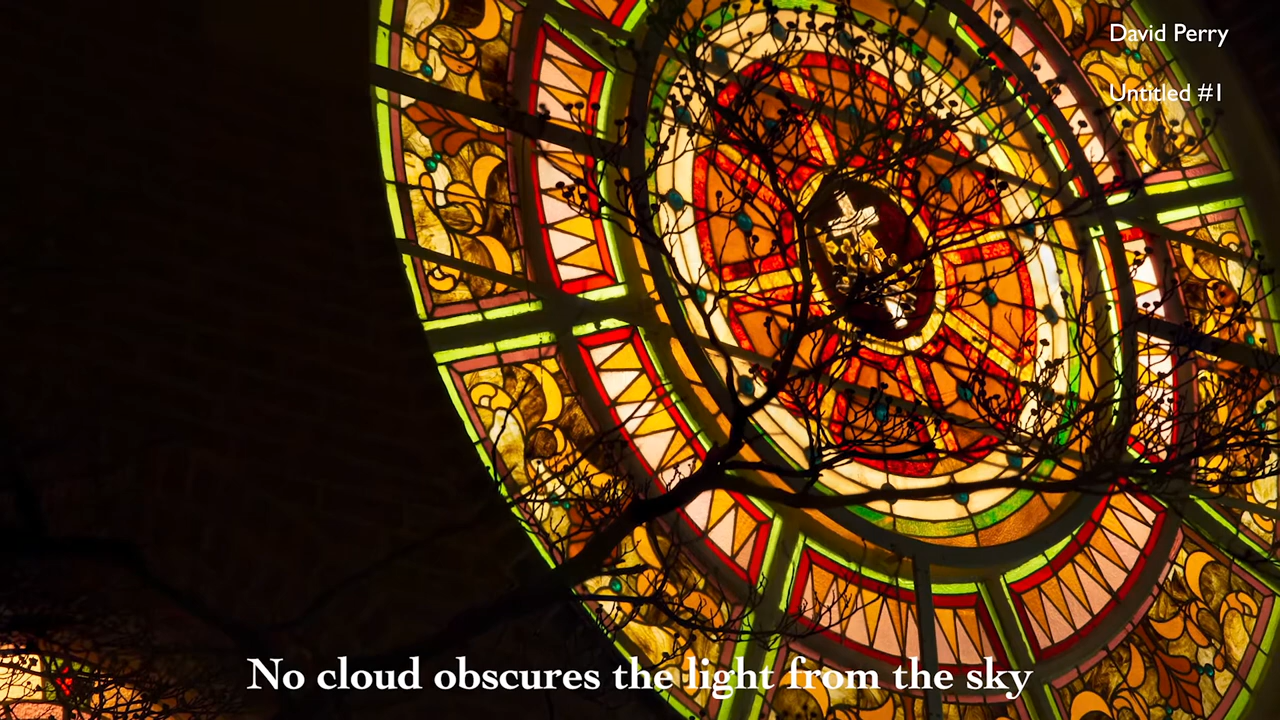 David Perry
Untitled #1
No cloud obscures the light from the sky